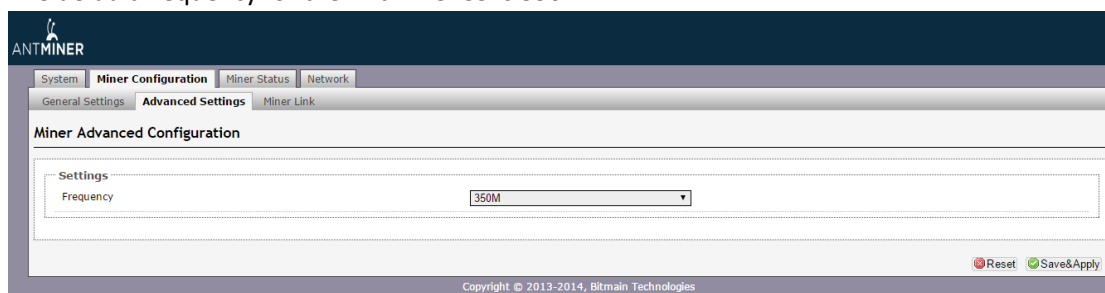 ANTMINER
System Miner Configuration Miner Status Network
General Settings Advanced Settings Miner Link
Miner Advanced Configuration
Settings
Frequency 350M
Reset Save&Apply
Copyright © 2013-2014, Bitmain Technologies